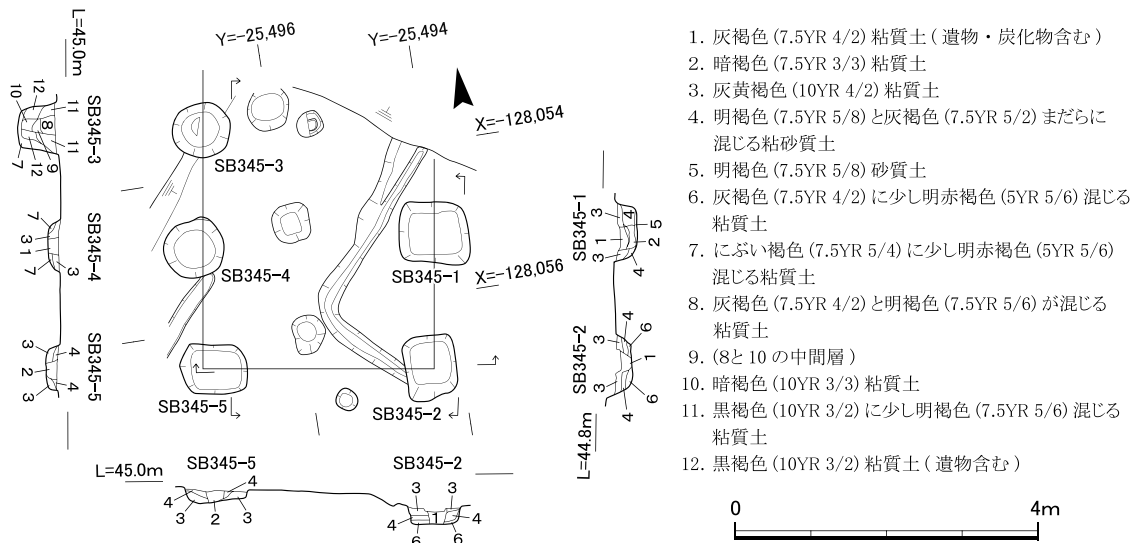 L=45.0m
Y=-25,496
Y=-25,494
X=-128,054
X=-128,056
SB345-3
SB345-4
SB345-5
SB345-1
SB345-2
10
12
11
8
11
9
12
7
SB345-3
7
3
1
7
3
SB345-4
3
4
2
4
3
SB345-5
SB345-1
3
4
5
1
2
3
4
SB345-2
4
6
3
1
3
6
4
L=44.8m
L=45.0m
SB345-5
SB345-2
4
4
3
2
3
3
3
4
1
4
6
6
1. 灰褐色 (7.5YR 4/2) 粘質土 ( 遺物・炭化物含む )
2. 暗褐色 (7.5YR 3/3) 粘質土
3. 灰黄褐色 (10YR 4/2) 粘質土
4. 明褐色 (7.5YR 5/8) と灰褐色 (7.5YR 5/2) まだらに
混じる粘砂質土
5. 明褐色 (7.5YR 5/8) 砂質土
6. 灰褐色 (7.5YR 4/2) に少し明赤褐色 (5YR 5/6) 混じる
粘質土
7. にぶい褐色 (7.5YR 5/4) に少し明赤褐色 (5YR 5/6)
混じる粘質土
8. 灰褐色 (7.5YR 4/2) と明褐色 (7.5YR 5/6) が混じる
粘質土
9. (8と 10 の中間層 )
10. 暗褐色 (10YR 3/3) 粘質土
11. 黒褐色 (10YR 3/2) に少し明褐色 (7.5YR 5/6) 混じる
粘質土
12. 黒褐色 (10YR 3/2) 粘質土 ( 遺物含む )
0
4m